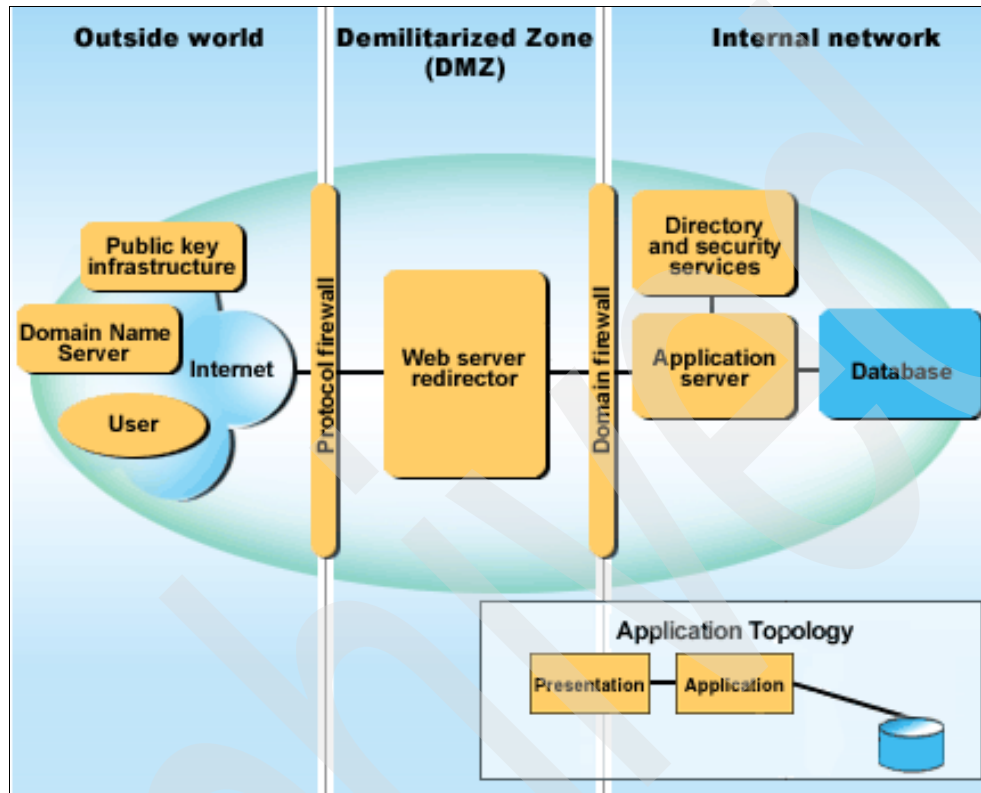 Outside world
Demilitarized Zone
(DMZ)
Internal network
Public key
infrastructure
Domain Name
Server
Internet
User
Protocol firewall
Web server
redirector
Domain firewall
Directory
and security
services
Application
server
Database
Application Topology
Presentation
Application